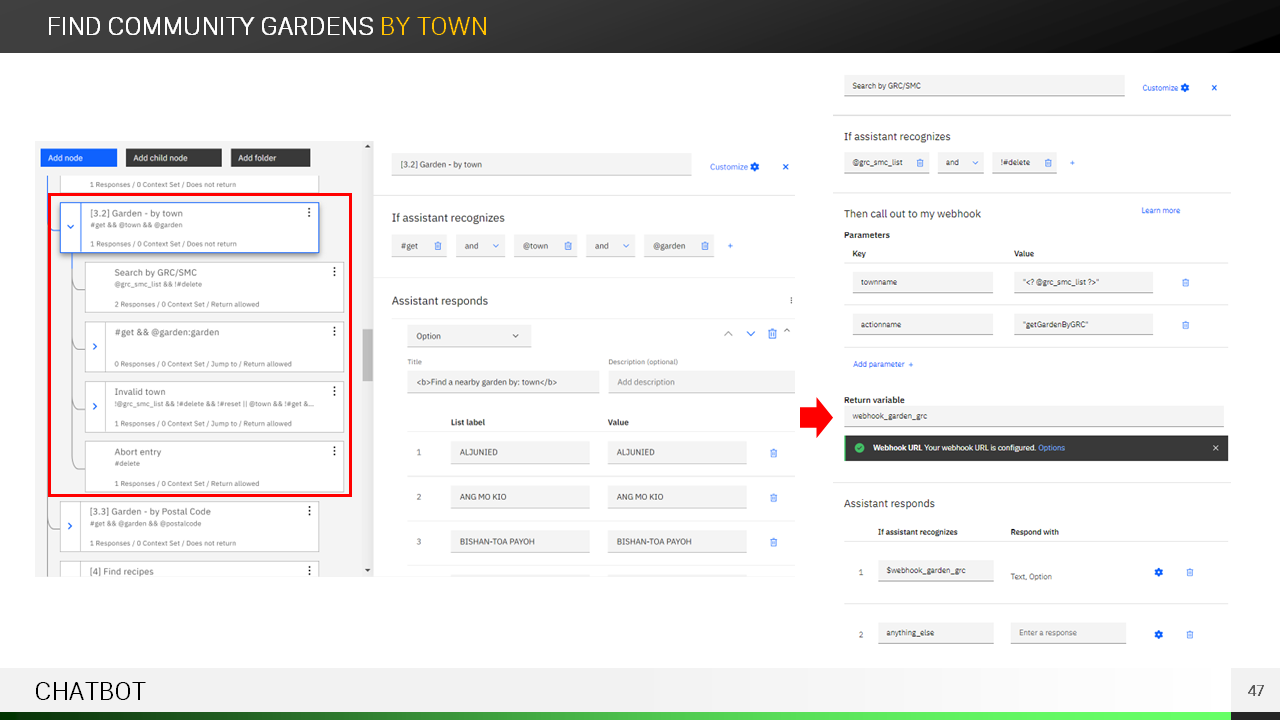 FIND COMMUNITY GARDENS BY TOWN
Add node
Add child node
Add folder
1 Responses / 0 Context Set / Does not return
[3.2] Garden - by town
#get && @town && @garden
1 Responses / 0 Context Set / Does not return
Search by GRC/SMC
@grc_smc_list && !#delete
2 Responses / 0 Context Set / Return allowed
#get && @garden:garden
0 Responses / 0 Context Set / Jump to / Return allowed
Invalid town
!@grc_smc_list && !#delete && !#reset || @town && !#get &...
1 Responses / 0 Context Set / Jump to / Return allowed
Abort entry
#delete
1 Responses / 0 Context Set / Return allowed
[3.3] Garden - by Postal Code
#get && @garden && @postalcode
1 Responses / 0 Context Set / Does not return
[4] Find recipes
[3.2] Garden - by town
Customize
If assistant recognizes
#get and @town and @garden
Assistant responds
Option
Title
Description (optional)
<b>Find a nearby garden by: town</b>
Add description
List label
Value
1 ALJUNIED ALJUNIED
2 ANG MO KIO ANG MO KIO
3 BISHAN-TOA PAYOH BISHAN-TOA PAYOH
Search by GRC/SMC
Customize
If assistant recognizes
@grc_smc_list and !#delete
Then call out to my webhook
Learn more
Parameters
Key Value
townname "<? @grc_smc_list ?>"
actionname "getGardenByGRC"
Add parameter +
Return variable
webhook_garden_grc
Webhook URL Your webhook URL is configured. Options
Assistant responds
If assistant recognizes Respond with
1 $webhook_garden_grc Text, Option
2 anything_else Enter a response
CHATBOT
47